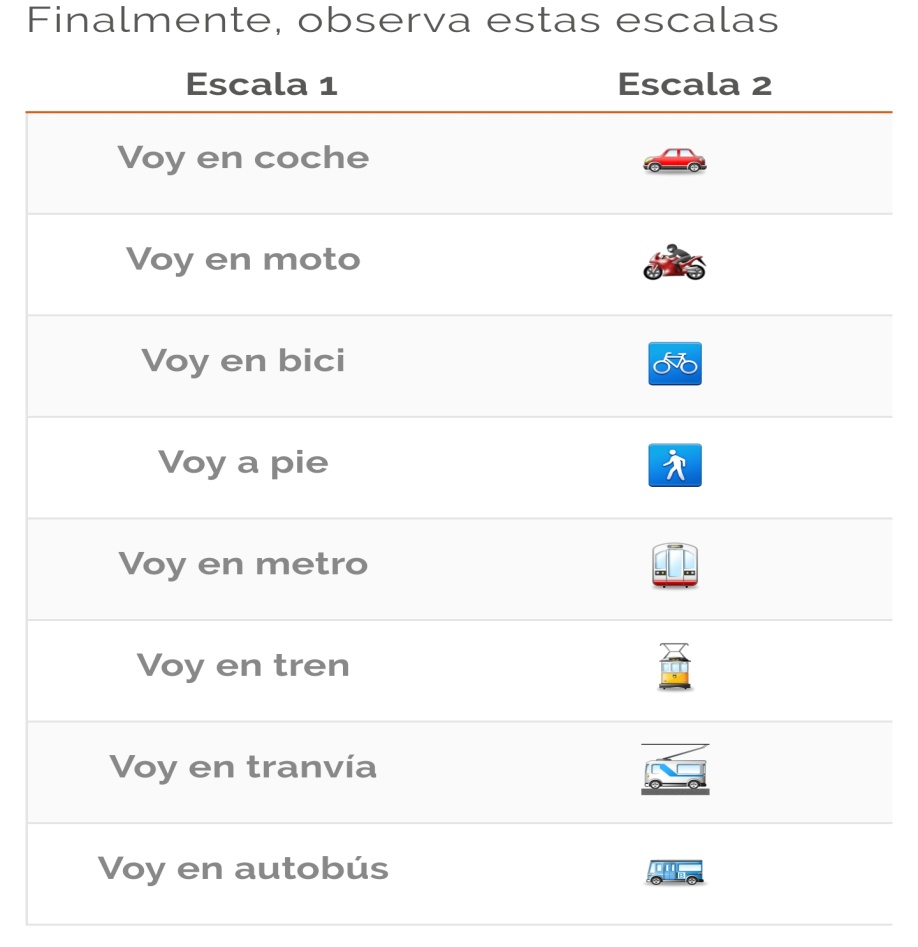 Finalmente, observa estas escalas
Escala 1 Escala 2
Voy en coche
Voy en moto
Voy en bici
Voy a pie
Voy en metro
Voy en tren
Voy en tranvía
Voy en autobús